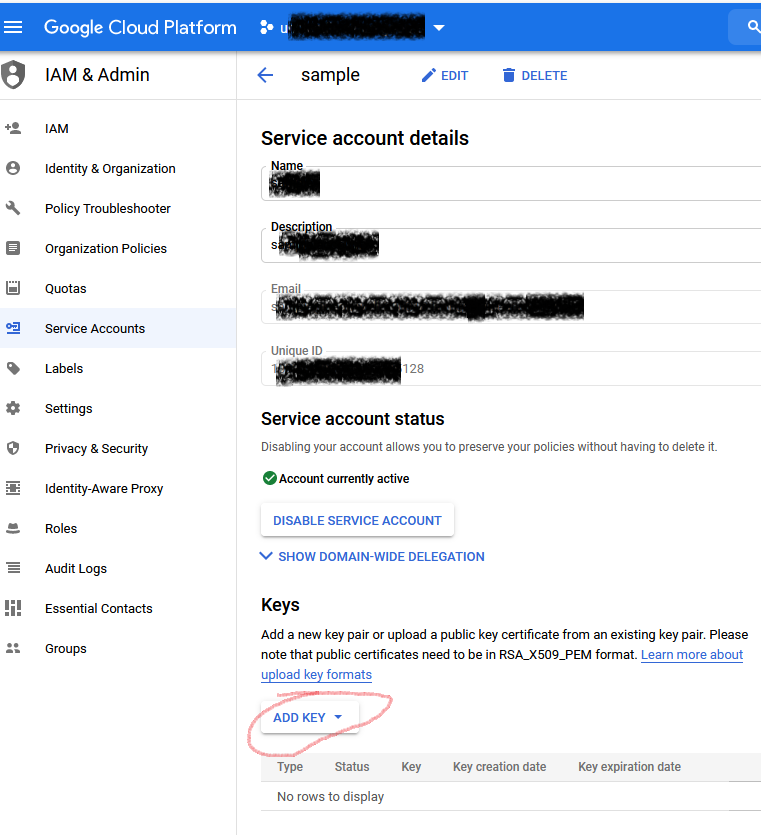 Google Cloud Platform
IAM & Admin
sample
EDIT
DELETE
IAM
Identity & Organization
Policy Troubleshooter
Organization Policies
Quotas
Service Accounts
Labels
Settings
Privacy & Security
Identity-Aware Proxy
Roles
Audit Logs
Essential Contacts
Groups
Service account details
Name
Description
Email
Unique ID
128
Service account status
Disabling your account allows you to preserve your policies without having to delete it.
Account currently active
DISABLE SERVICE ACCOUNT
SHOW DOMAIN-WIDE DELEGATION
Keys
Add a new key pair or upload a public key certificate from an existing key pair. Please
note that public certificates need to be in RSA_X509_PEM format. Learn more about
upload key formats
ADD KEY
Type Status Key Key creation date Key expiration date
No rows to display